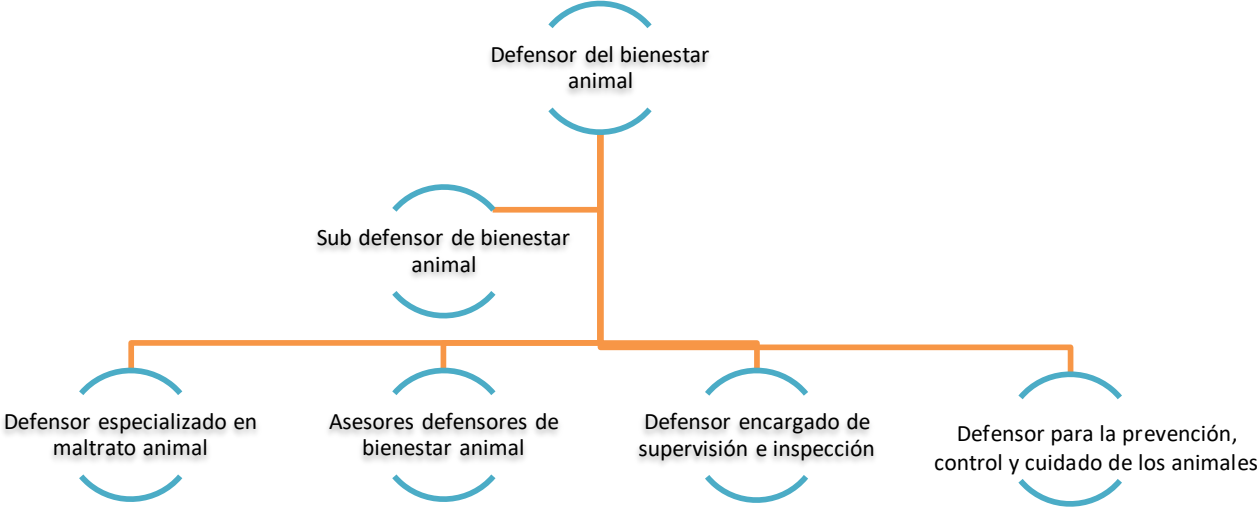 Defensor del bienestar
animal
Sub defensor de bienestar
animal
Defensor especializado en
maltrato animal
Asesores defensores de
bienestar animal
Defensor encargado de
supervisión e inspección
Defensor para la prevención,
control y cuidado de los animales